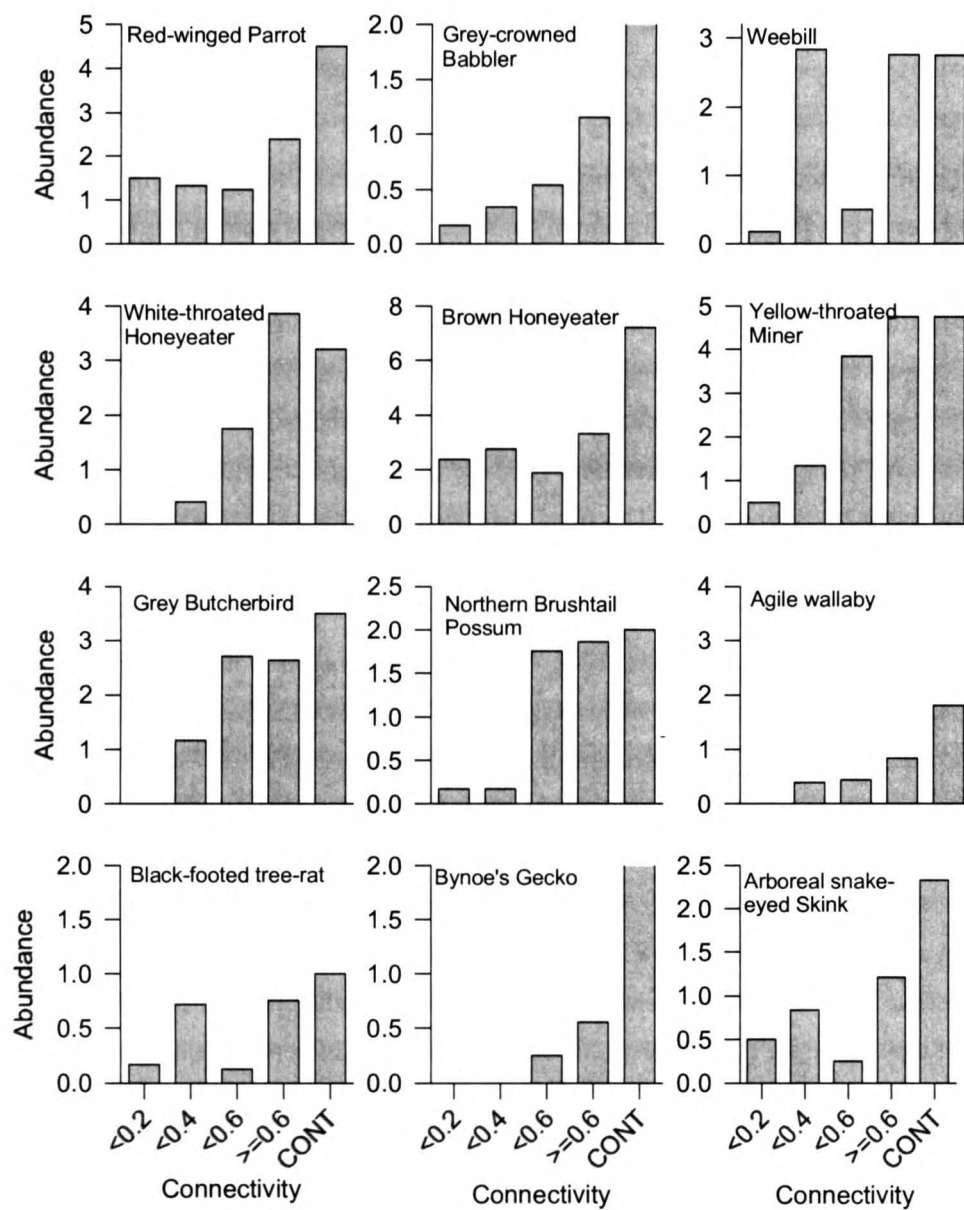 Red-winged Parrot
Grey-crowned
Babbler
Weebill
Abundance
5
4
3
2
1
0
2.0
1.5
1.0
0.5
0.0
3
2
1
0
White-throated
Honeyeater
Brown Honeyeater
Yellow-throated
Miner
Abundance
4
3
2
1
0
8
6
4
2
0
5
4
3
2
1
0
Grey Butcherbird
Northern Brushtail
Possum
Agile wallaby
Abundance
4
3
2
1
0
2.5
2.0
1.5
1.0
0.5
0.0
4
3
2
1
0
Black-footed tree-rat
Bynoe's Gecko
Arboreal snake-
eyed Skink
Abundance
2.0
1.5
1.0
0.5
0.0
2.0
1.5
1.0
0.5
0.0
2.5
2.0
1.5
1.0
0.5
0.0
<0.2
<0.4
<0.6
>=0.6
CONT
<0.2
<0.4
<0.6
>=0.6
CONT
<0.2
<0.4
<0.6
>=0.6
CONT
Connectivity
Connectivity
Connectivity